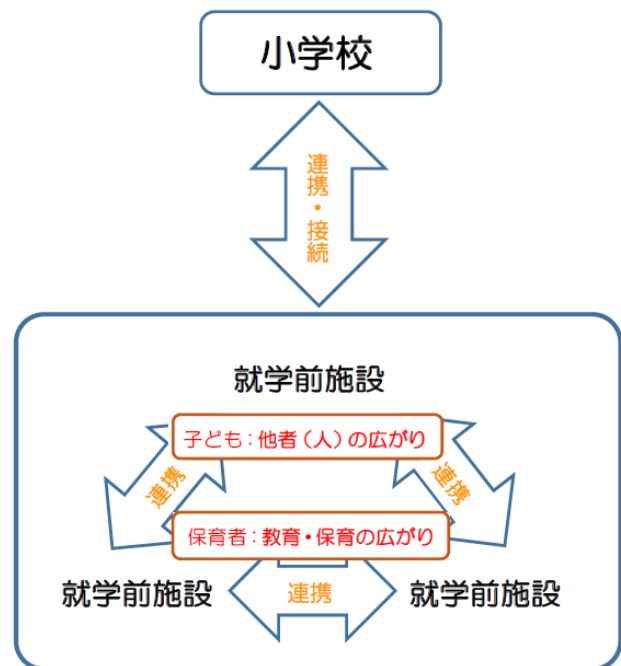 小学校
連携・接続
就学前施設
子ども：他者（人）の広がり
連携
連携
保育者：教育・保育の広がり
就学前施設
連携
就学前施設